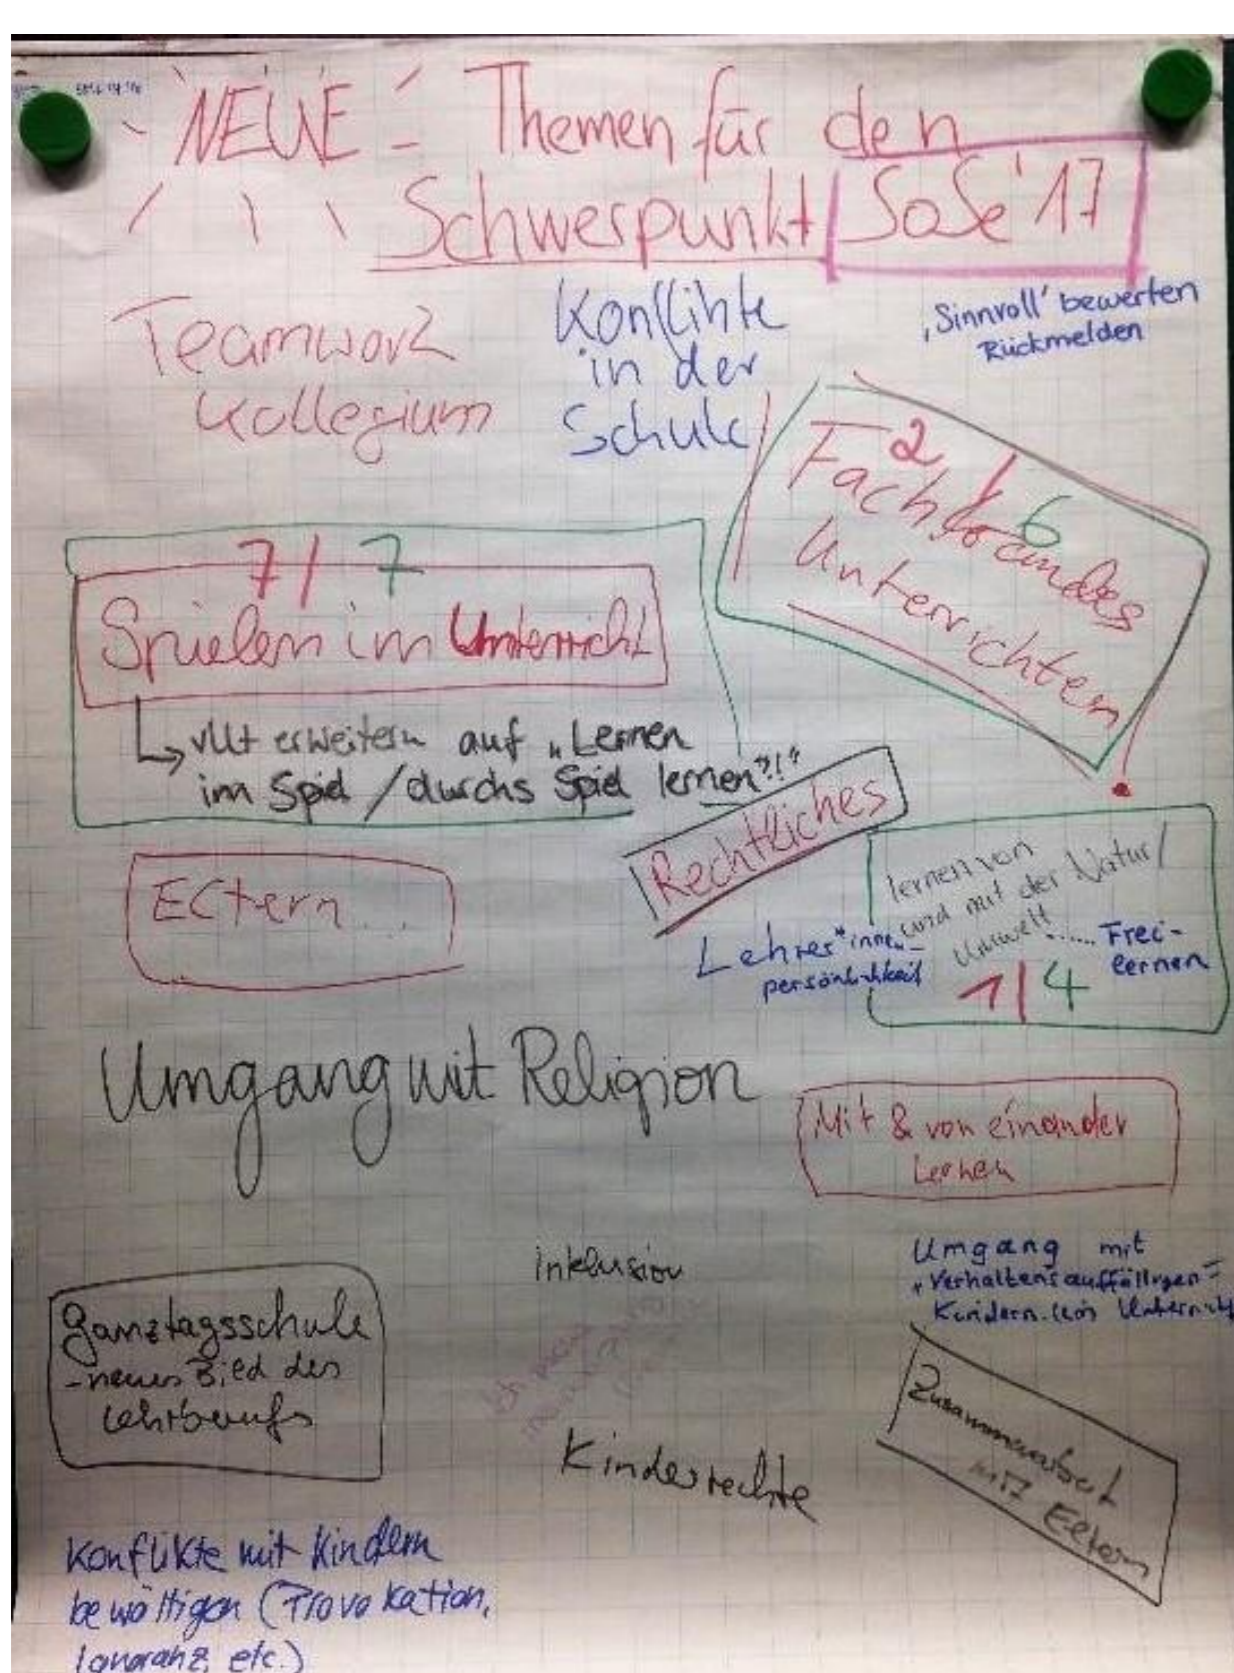 NEUE - Themen für den
Schwerpunkt SoSe '17
Teamwork
Kollegium
Konflikte
in der
Schule
‚Sinnvoll' bewerten
Rückmelden
2 / 6
Fachfremdes
Unterrichten
7 / 7
Spielen im Unterricht
vllt erweitern auf „Lernen
im Spiel / durchs Spiel lernen?!"
Rechtliches
Eltern...
lernen von
und mit der Natur/
Umwelt ...... Frei-
lernen
1 | 4
Lehrer*innen-
persönlichkeit
Umgang mit Religion
Mit & von einander
Lernen
Inklusion
Umgang mit
„Verhaltensauffälligen"
Kindern im Unterricht
Ganztagsschule
- neues Bild des
Lehrberufs
Kinderrechte
Zusammenarbeit
mit Eltern
Konflikte mit Kindern
bewältigen (Provokation,
Ignoranz, etc.)